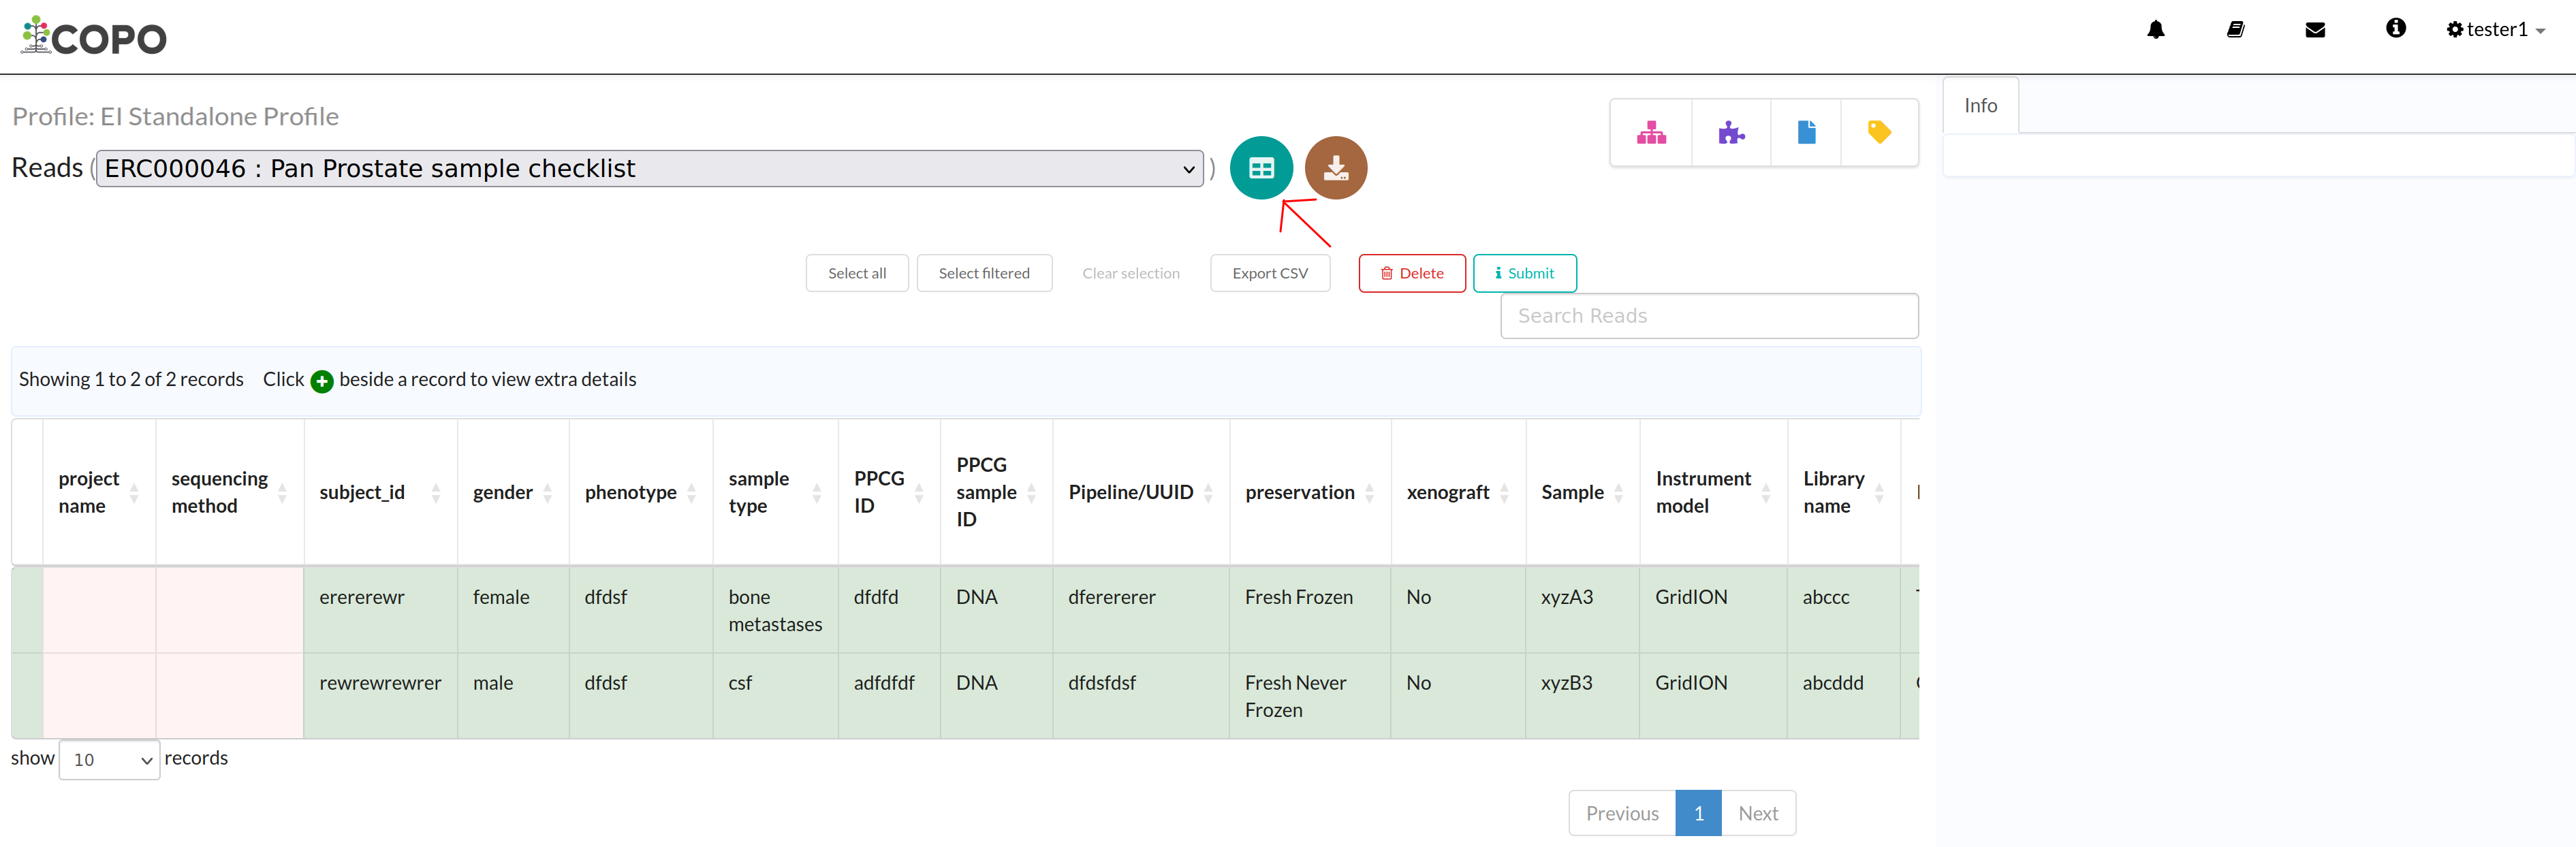 COPO
tester1
Profile: EI Standalone Profile
Info
Reads ( ERC000046 : Pan Prostate sample checklist )
Select all Select filtered Clear selection Export CSV Delete Submit
Search Reads
Showing 1 to 2 of 2 records Click beside a record to view extra details
project name sequencing method subject_id gender phenotype sample type PPCG ID PPCG sample ID Pipeline/UUID preservation xenograft Sample Instrument model Library name
erererewr female dfdsf bone metastases dfdfd DNA dferererer Fresh Frozen No xyzA3 GridION abccc
rewrewrewrer male dfdsf csf adfdfdf DNA dfdsfdsf Fresh Never Frozen No xyzB3 GridION abcddd
show 10 records
Previous 1 Next